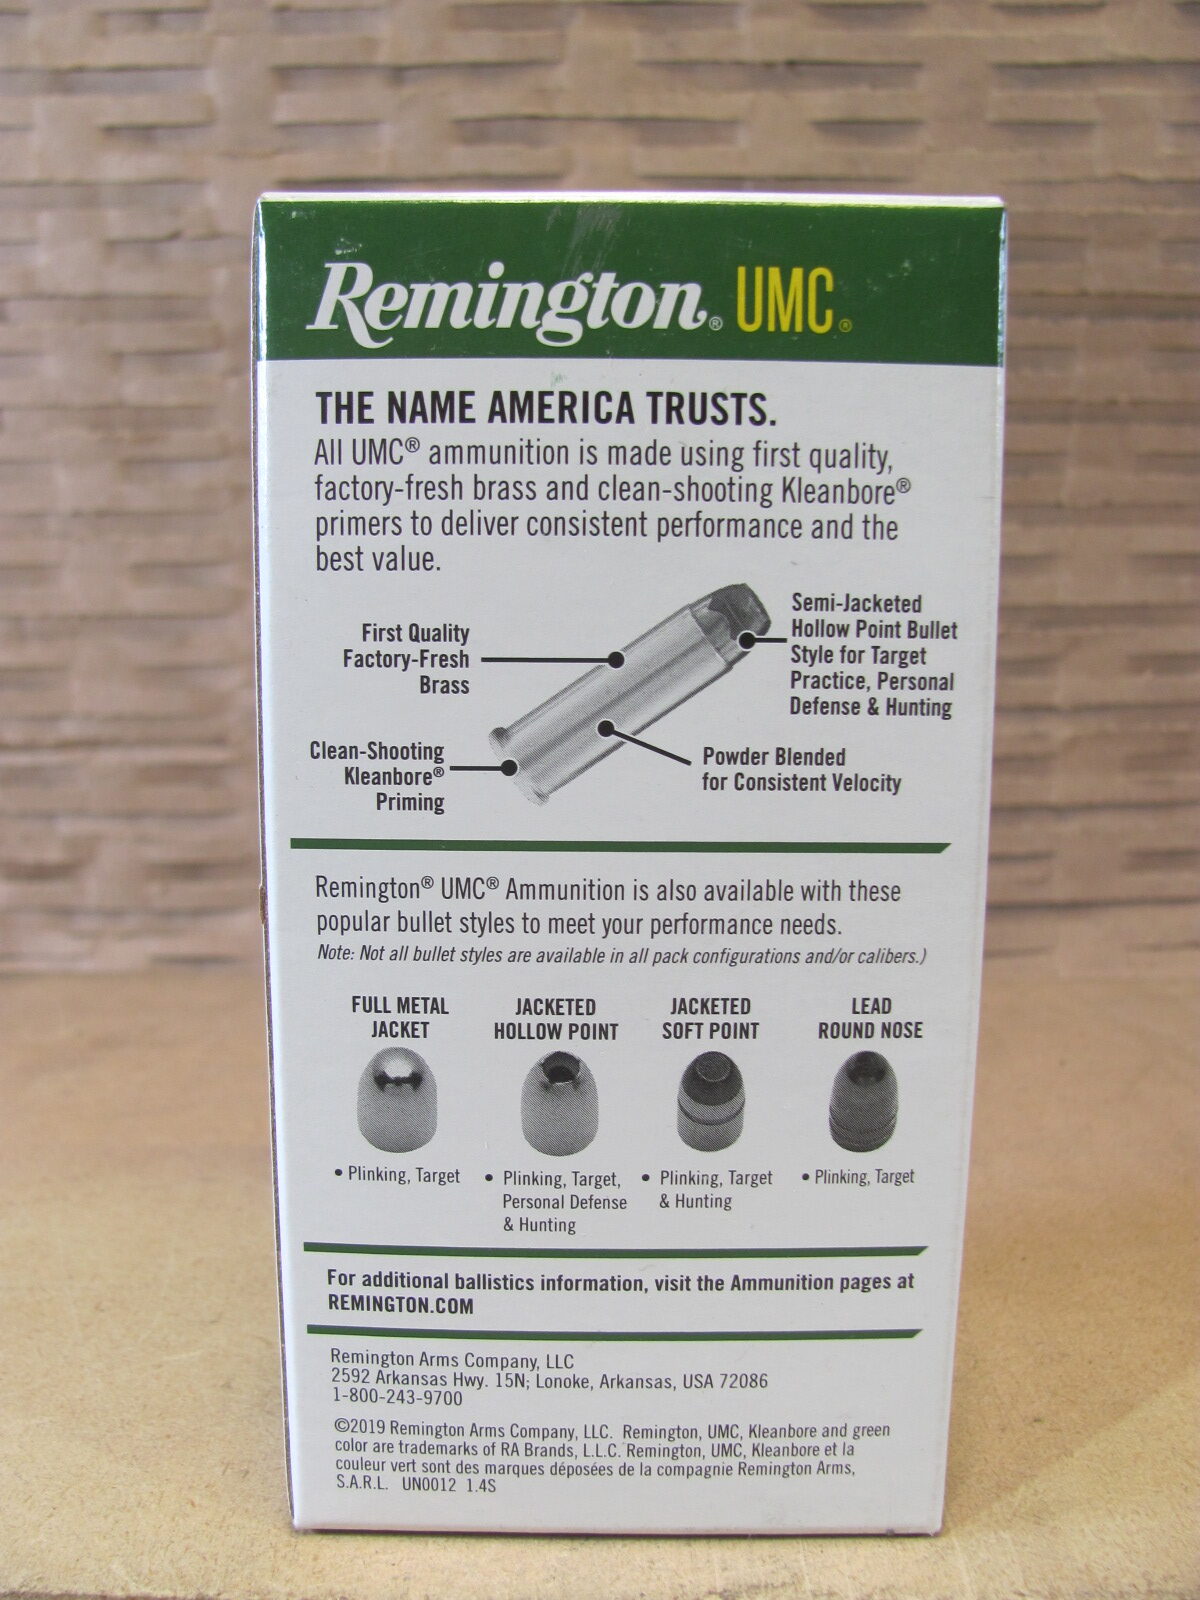 Remington® UMC®
THE NAME AMERICA TRUSTS.
All UMC® ammunition is made using first quality,
factory-fresh brass and clean-shooting Kleanbore®
primers to deliver consistent performance and the
best value.
First Quality
Factory-Fresh
Brass
Semi-Jacketed
Hollow Point Bullet
Style for Target
Practice, Personal
Defense & Hunting
Clean-Shooting
Kleanbore®
Priming
Powder Blended
for Consistent Velocity
Remington® UMC® Ammunition is also available with these
popular bullet styles to meet your performance needs.
Note: Not all bullet styles are available in all pack configurations and/or calibers.)
FULL METAL
JACKET
• Plinking, Target
JACKETED
HOLLOW POINT
• Plinking, Target,
Personal Defense
& Hunting
JACKETED
SOFT POINT
• Plinking, Target
& Hunting
LEAD
ROUND NOSE
• Plinking, Target
For additional ballistics information, visit the Ammunition pages at
REMINGTON.COM
Remington Arms Company, LLC
2592 Arkansas Hwy. 15N; Lonoke, Arkansas, USA 72086
1-800-243-9700
©2019 Remington Arms Company, LLC. Remington, UMC, Kleanbore and green
color are trademarks of RA Brands, L.L.C. Remington, UMC, Kleanbore et la
couleur vert sont des marques déposées de la compagnie Remington Arms,
S.A.R.L. UN0012 1.4S